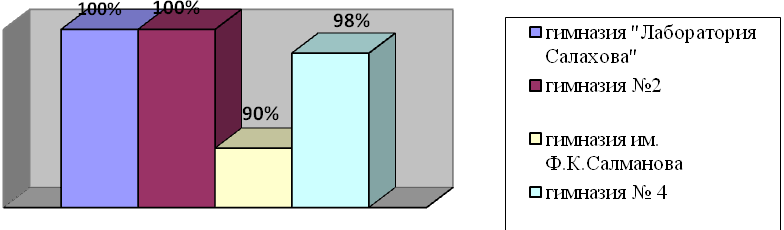 100%
100%
90%
98%
гимназия "Лаборатория
Салахова"
гимназия №2
гимназия им.
Ф.К.Салманова
гимназия № 4